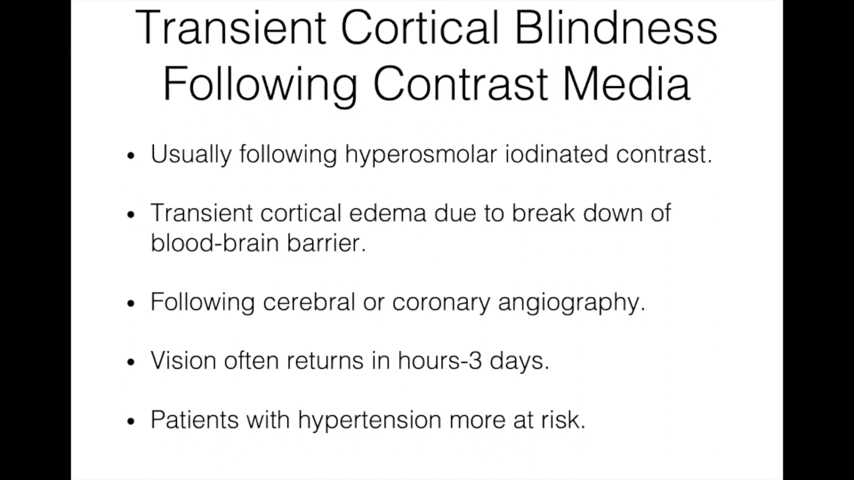 Transient Cortical Blindness
Following Contrast Media
• Usually following hyperosmolar iodinated contrast.
• Transient cortical edema due to break down of
blood-brain barrier.
• Following cerebral or coronary angiography.
• Vision often returns in hours-3 days.
• Patients with hypertension more at risk.